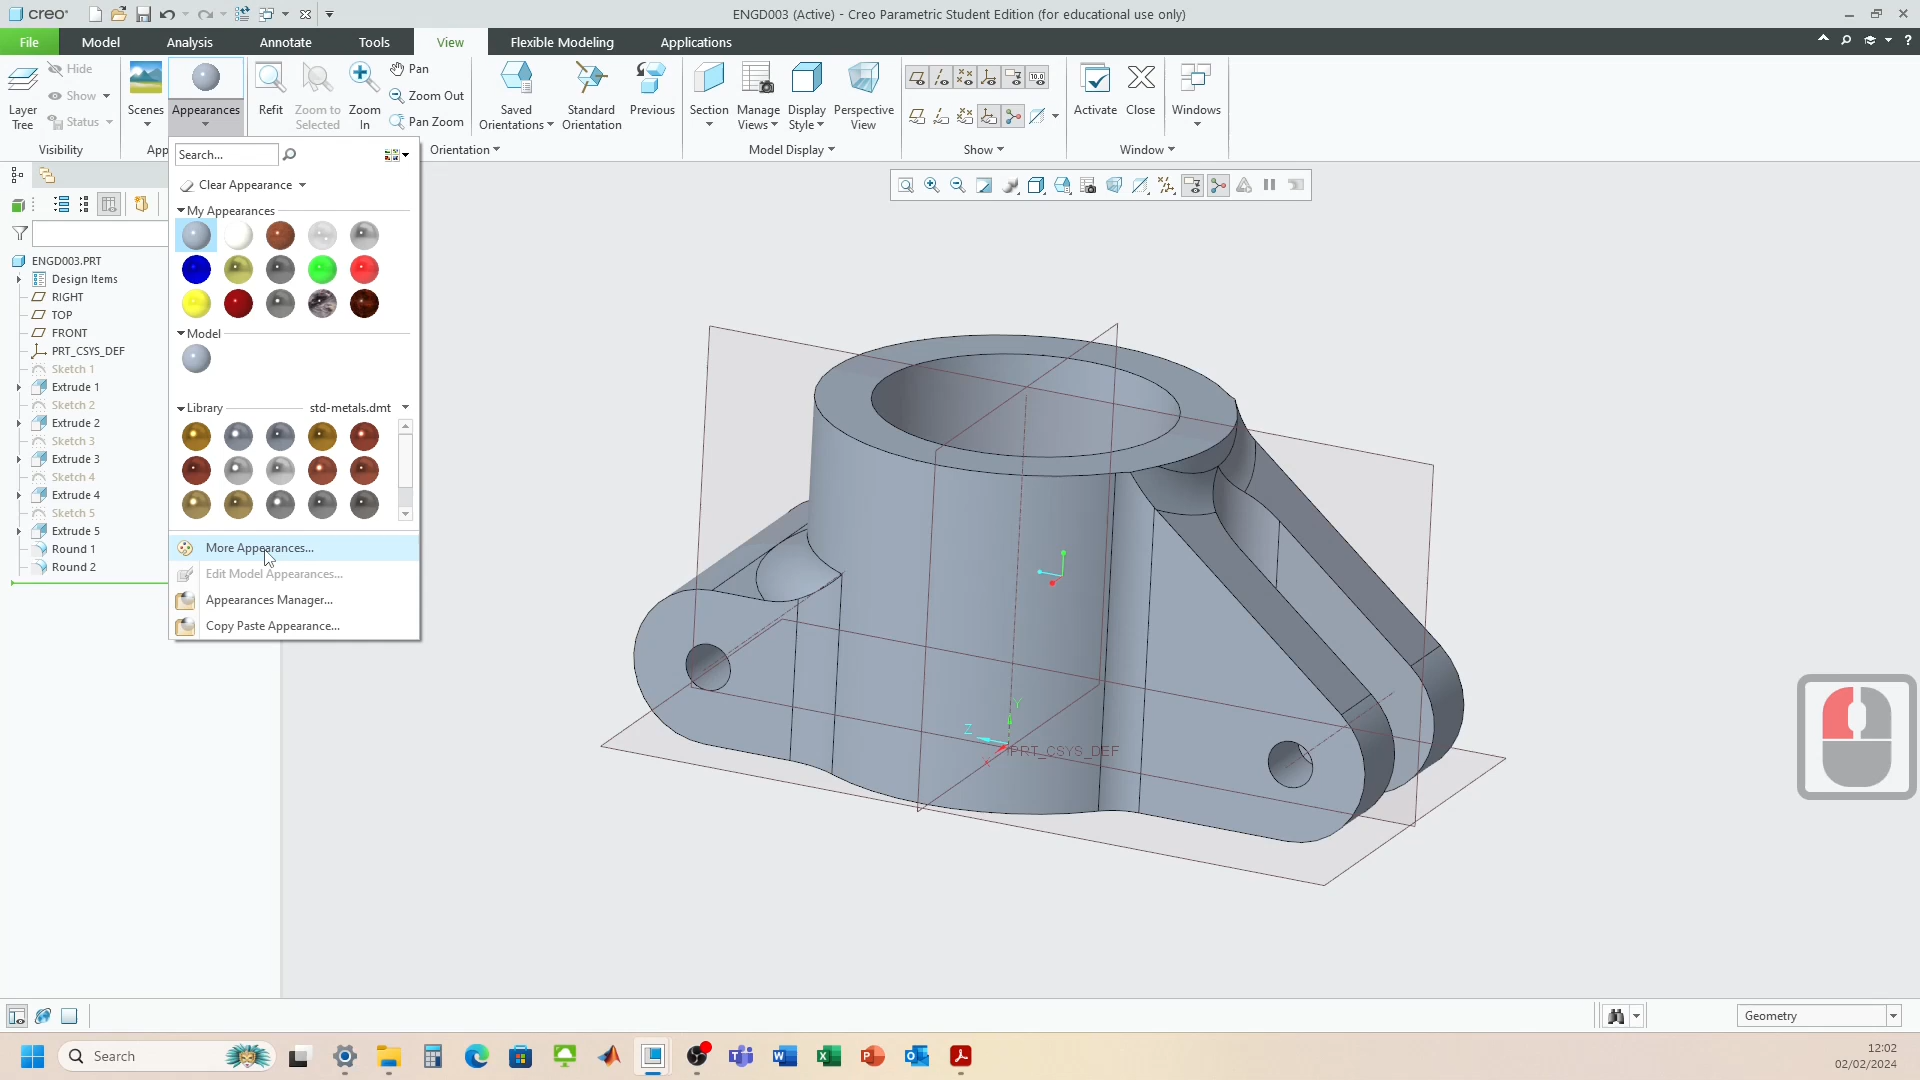 creo
ENGD003 (Active) - Creo Parametric Student Edition (for educational use only)
File
Model
Analysis
Annotate
Tools
View
Flexible Modeling
Applications
Layer Tree
Hide
Show
Status
Visibility
Scenes
Appearances
App
Refit
Zoom to Selected
Zoom In
Pan
Zoom Out
Pan Zoom
Saved Orientations
Standard Orientation
Previous
Orientation
Section
Manage Views
Display Style
Perspective View
Model Display
10.0
Show
Activate
Close
Windows
Window
Search...
Clear Appearance
My Appearances
Model
Library
std-metals.dmt
More Appearances...
Edit Model Appearances...
Appearances Manager...
Copy Paste Appearance...
ENGD003.PRT
Design Items
RIGHT
TOP
FRONT
PRT_CSYS_DEF
Sketch 1
Extrude 1
Sketch 2
Extrude 2
Sketch 3
Extrude 3
Sketch 4
Extrude 4
Sketch 5
Extrude 5
Round 1
Round 2
Y
Z
X
PRT_CSYS_DEF
Geometry
Search
12:02
02/02/2024